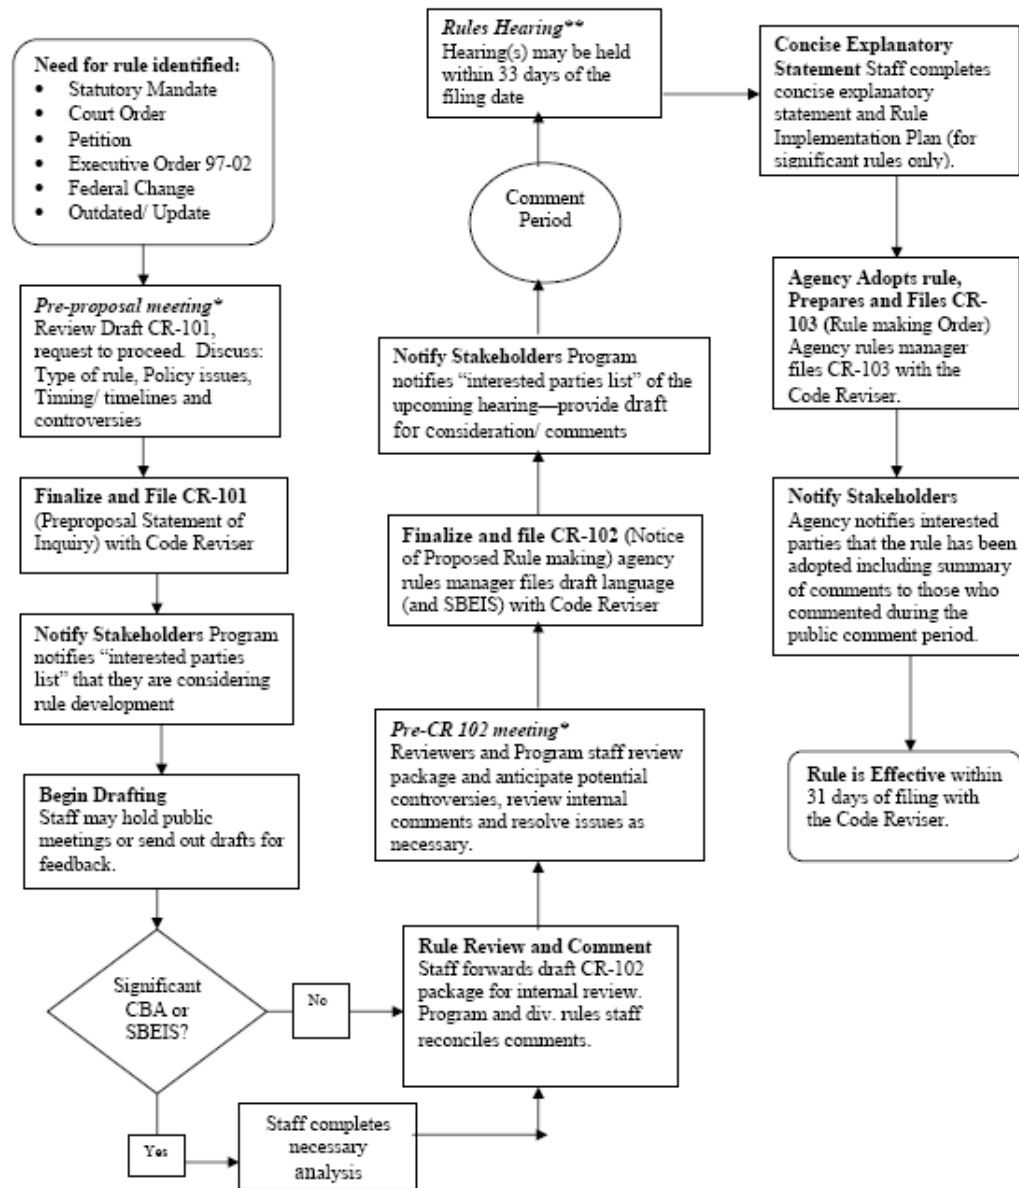 Need for rule identified:
• Statutory Mandate
• Court Order
• Petition
• Executive Order 97-02
• Federal Change
• Outdated/ Update
Pre-proposal meeting*
Review Draft CR-101,
request to proceed. Discuss:
Type of rule, Policy issues,
Timing/ timelines and
controversies
Finalize and File CR-101
(Preproposal Statement of
Inquiry) with Code Reviser
Notify Stakeholders Program
notifies “interested parties
list” that they are considering
rule development
Begin Drafting
Staff may hold public
meetings or send out drafts for
feedback.
Significant
CBA or
SBEIS?
No
Yes
Staff completes
necessary
analysis
Rule Review and Comment
Staff forwards draft CR-102
package for internal review.
Program and div. rules staff
reconciles comments.
Pre-CR 102 meeting*
Reviewers and Program staff review
package and anticipate potential
controversies, review internal
comments and resolve issues as
necessary.
Finalize and file CR-102 (Notice
of Proposed Rule making) agency
rules manager files draft language
(and SBEIS) with Code Reviser
Notify Stakeholders Program
notifies “interested parties list” of the
upcoming hearing—provide draft
for consideration/ comments
Comment
Period
Rules Hearing**
Hearing(s) may be held
within 33 days of the
filing date
Concise Explanatory
Statement Staff completes
concise explanatory
statement and Rule
Implementation Plan (for
significant rules only).
Agency Adopts rule,
Prepares and Files CR-
103 (Rule making Order)
Agency rules manager
files CR-103 with the
Code Reviser.
Notify Stakeholders
Agency notifies interested
parties that the rule has been
adopted including summary
of comments to those who
commented during the
public comment period.
Rule is Effective within
31 days of filing with
the Code Reviser.